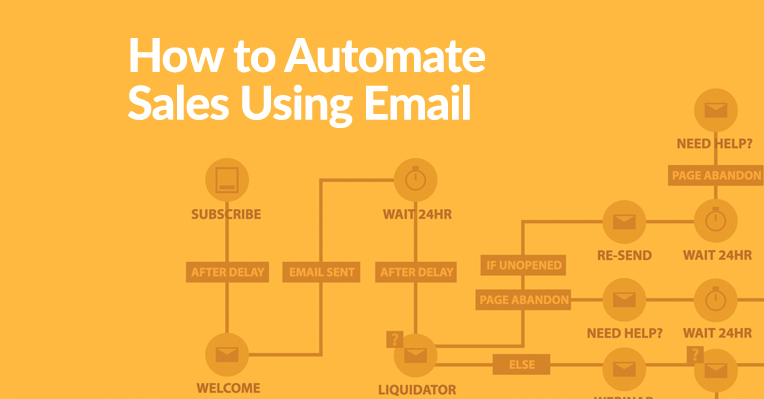 How to Automate
Sales Using Email
NEED HELP?
PAGE ABANDON
SUBSCRIBE
WAIT 24HR
RE-SEND
WAIT 24HR
AFTER DELAY
EMAIL SENT
AFTER DELAY
IF UNOPENED
PAGE ABANDON
NEED HELP?
WAIT 24HR
?
?
ELSE
WELCOME
LIQUIDATOR
WEBINAR